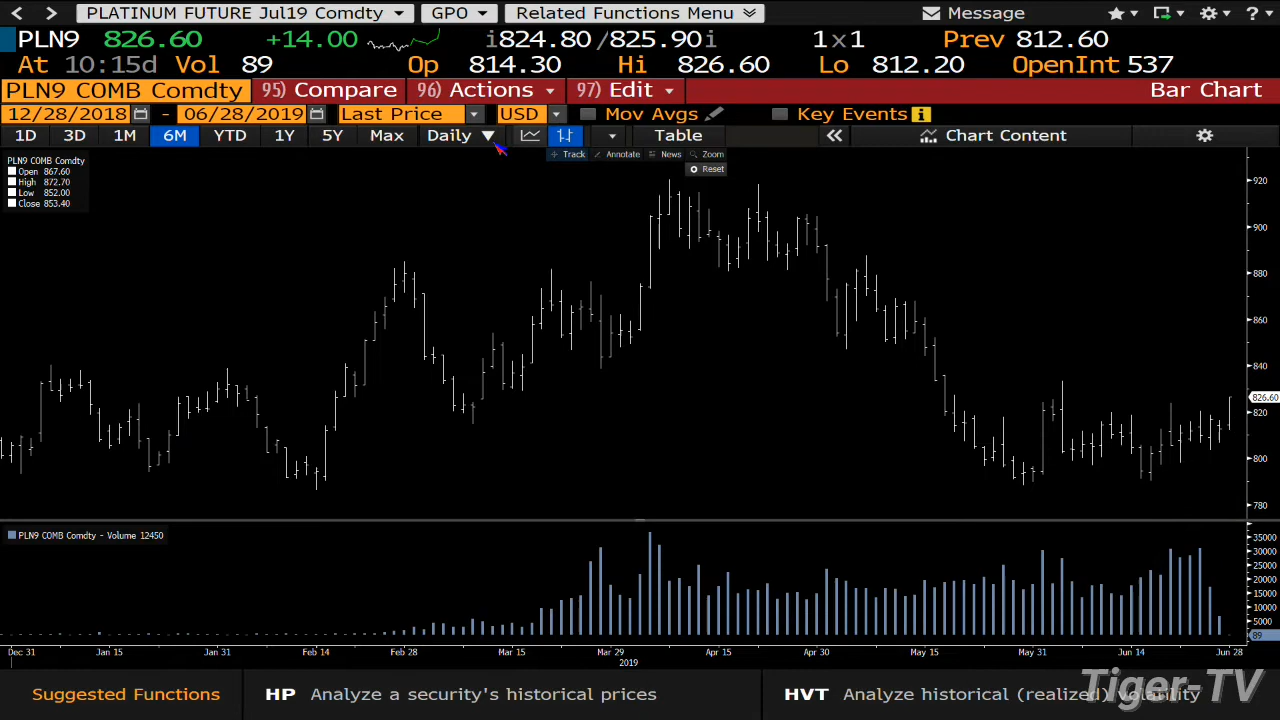 PLATINUM FUTURE Jul19 Comdty GPO Related Functions Menu Message ?
PLN9 826.60 +14.00 i824.80/825.90i 1x1 Prev 812.60
At 10:15d Vol 89 Op 814.30 Hi 826.60 Lo 812.20 OpenInt 537
PLN9 COMB Comdty 95) Compare 96) Actions 97) Edit Bar Chart
12/28/2018 - 06/28/2019 Last Price USD Mov Avgs Key Events i
1D 3D 1M 6M YTD 1Y 5Y Max Daily Table Chart Content
Track Annotate News Zoom
Reset
PLN9 COMB Comdty
Open 867.60
High 872.70
Low 852.00
Close 853.40
920
900
880
860
840
826.60
820
800
780
PLN9 COMB Comdty - Volume 12450
35000
30000
25000
20000
15000
10000
5000
89
Dec 31 Jan 15 Jan 31 Feb 14 Feb 28 Mar 15 Mar 29 Apr 15 Apr 30 May 15 May 31 Jun 14 Jun 28
2019
Suggested Functions HP Analyze a security's historical prices HVT Analyze historical (realized) volatility
Tiger-TV